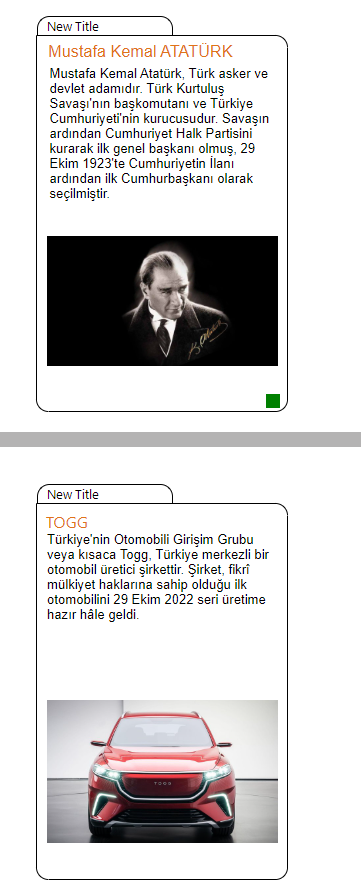 New Title
Mustafa Kemal ATATÜRK
Mustafa Kemal Atatürk, Türk asker ve
devlet adamıdır. Türk Kurtuluş
Savaşı'nın başkomutanı ve Türkiye
Cumhuriyeti'nin kurucusudur. Savaşın
ardından Cumhuriyet Halk Partisini
kurarak ilk genel başkanı olmuş, 29
Ekim 1923'te Cumhuriyetin İlanı
ardından ilk Cumhurbaşkanı olarak
seçilmiştir.
New Title
TOGG
Türkiye'nin Otomobili Girişim Grubu
veya kısaca Togg, Türkiye merkezli bir
otomobil üretici şirkettir. Şirket, fikrî
mülkiyet haklarına sahip olduğu ilk
otomobilini 29 Ekim 2022 seri üretime
hazır hâle geldi.
TOGG